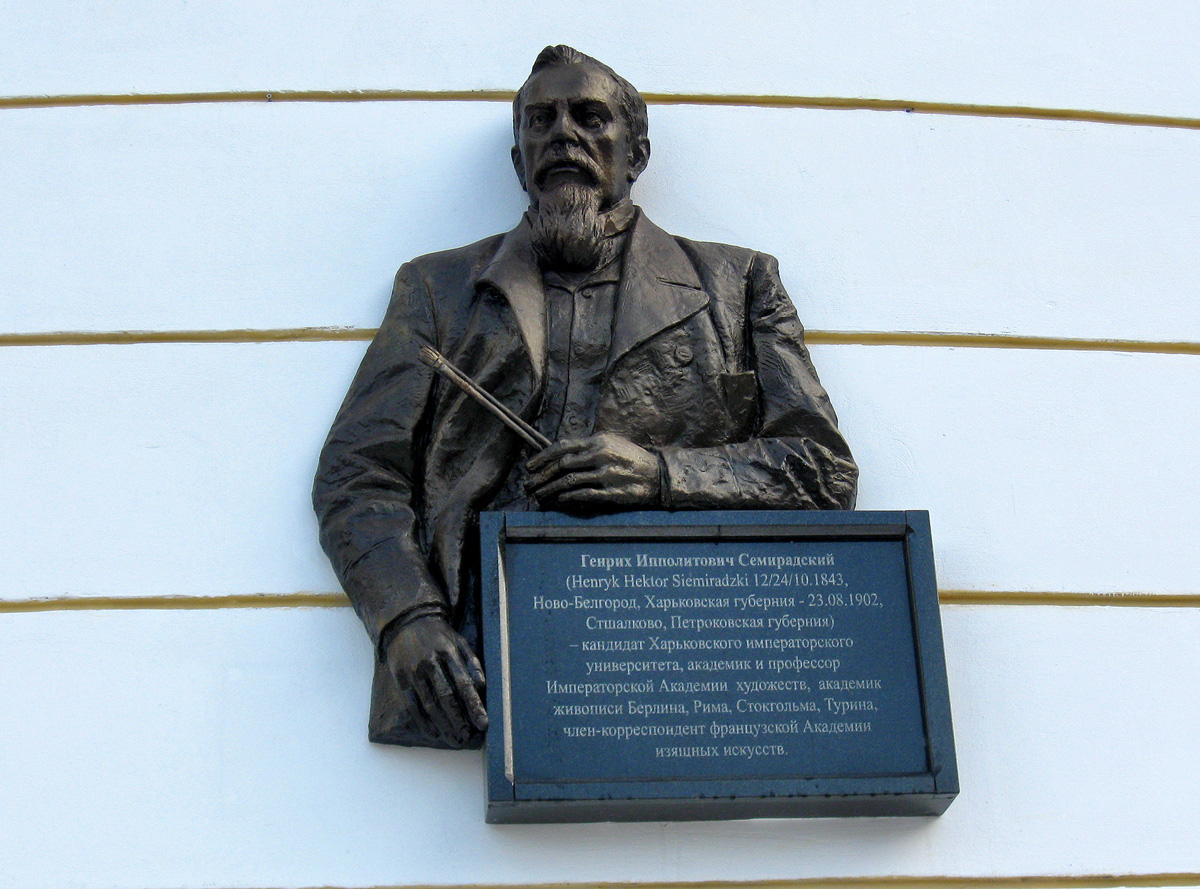 Генрих Ипполитович Семирадский
(Henryk Hektor Siemiradzki 12/24/10.1843,
Ново-Белгород, Харьковская губерния - 23.08.1902,
Стшалково, Петроковская губерния)
– кандидат Харьковского императорского
университета, академик и профессор
Императорской Академии художеств, академик
живописи Берлина, Рима, Стокгольма, Турина,
член-корреспондент французской Академии
изящных искусств.